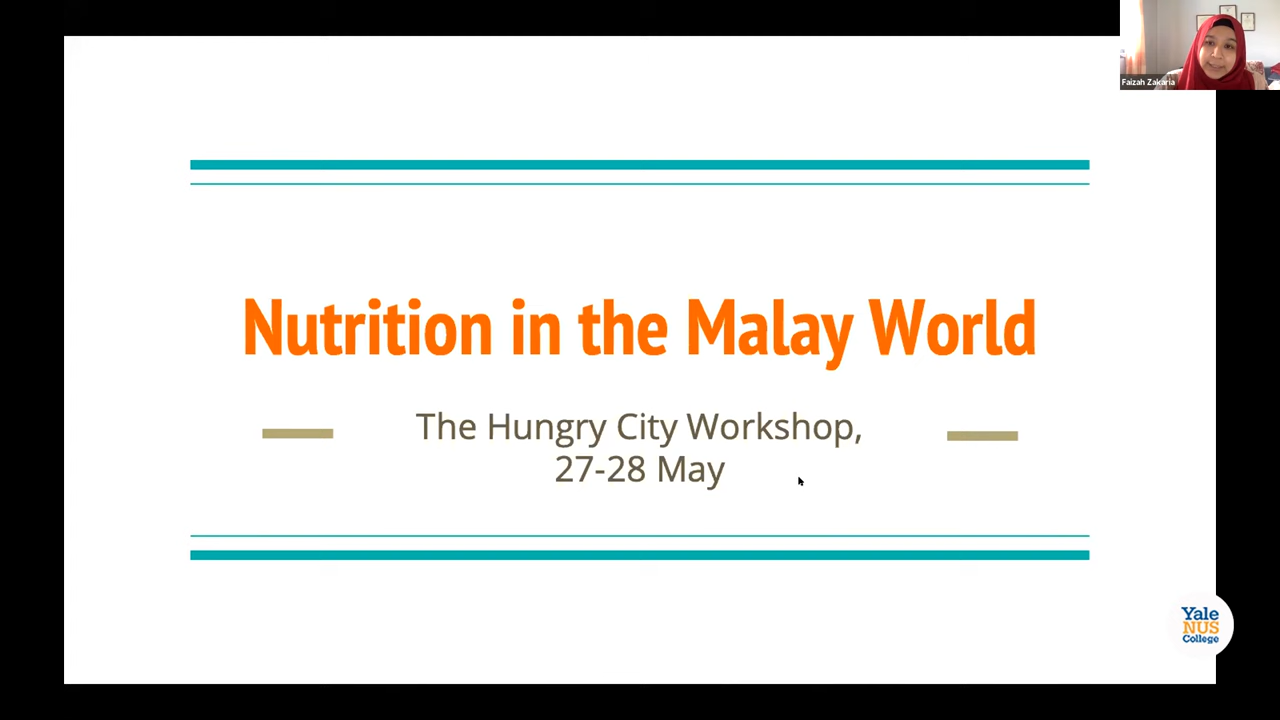 Faizah Zakaria
Nutrition in the Malay World
The Hungry City Workshop,
27-28 May
Yale
NUS
College